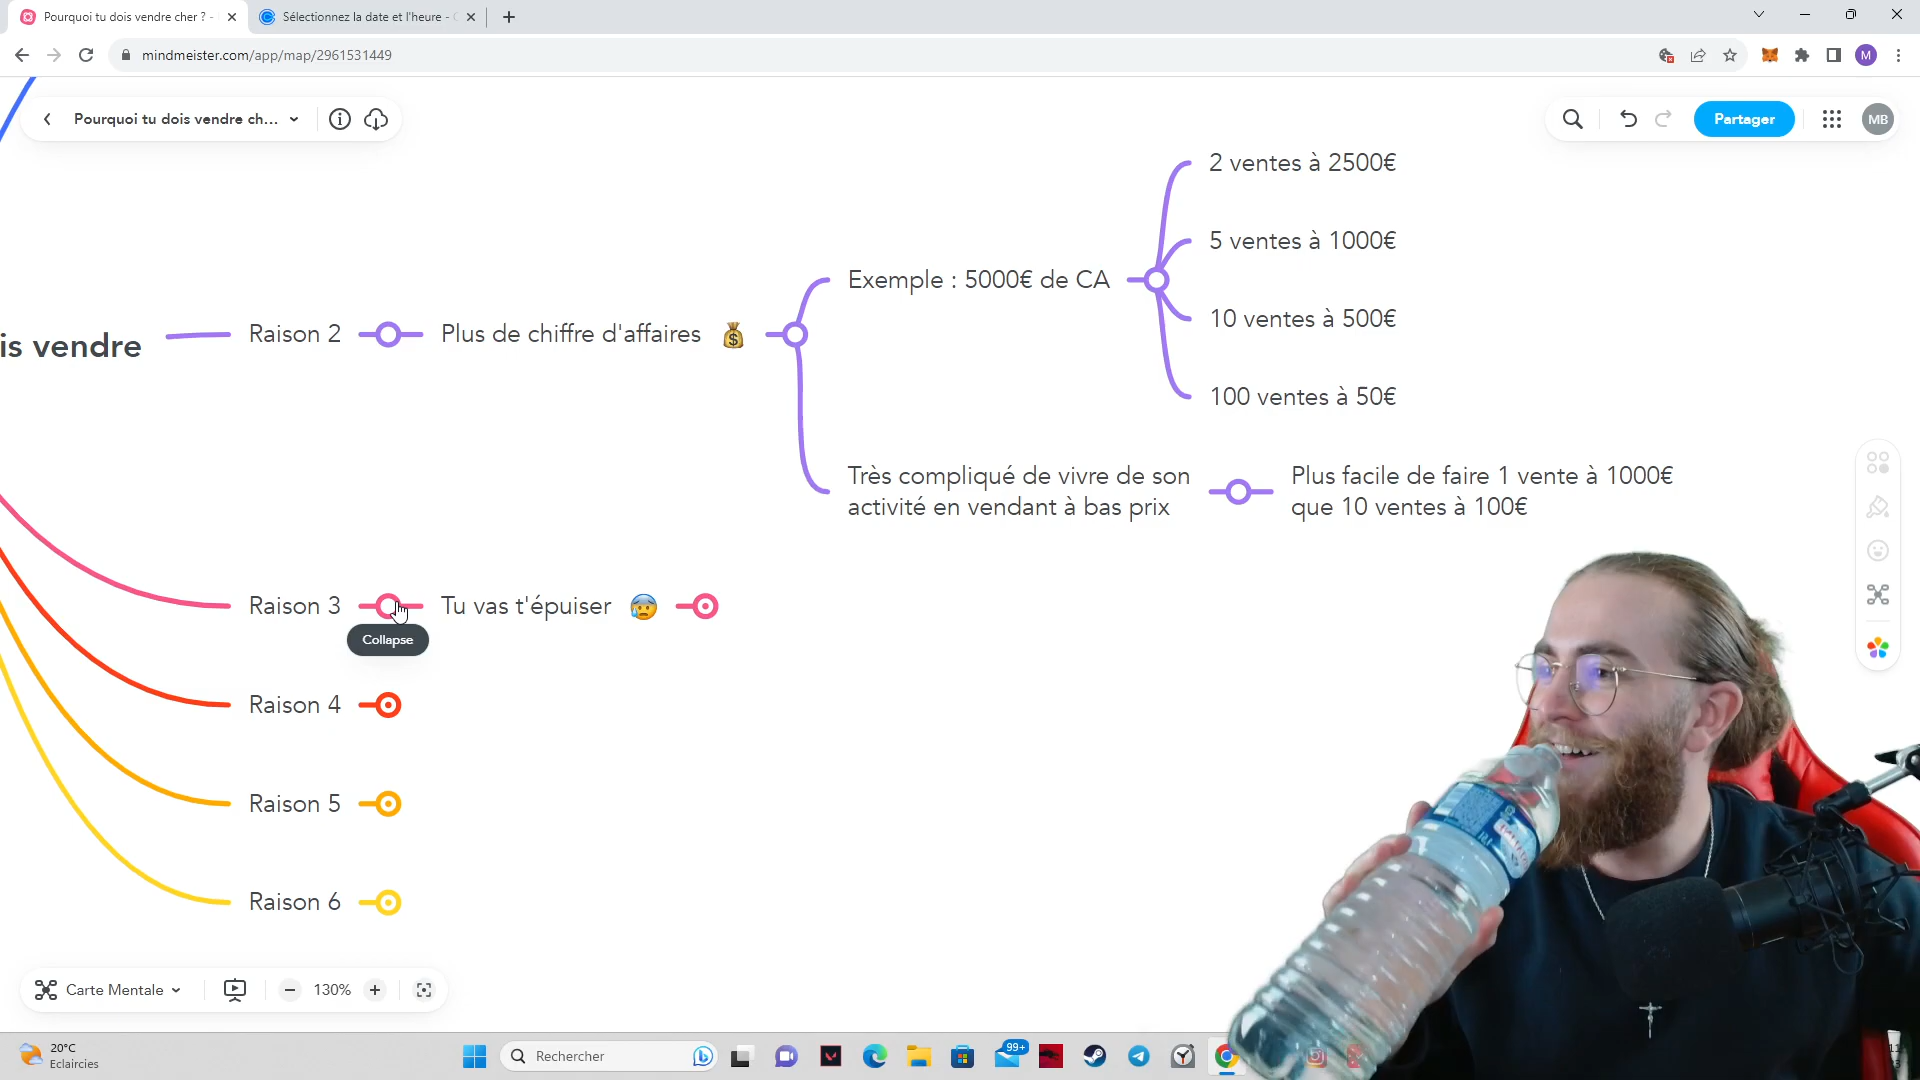 Pourquoi tu dois vendre cher ? -
Sélectionnez la date et l'heure -
mindmeister.com/app/map/2961531449
M
Pourquoi tu dois vendre ch...
Partager
MB
is vendre
Raison 2
Plus de chiffre d'affaires
Exemple : 5000€ de CA
2 ventes à 2500€
5 ventes à 1000€
10 ventes à 500€
100 ventes à 50€
Très compliqué de vivre de son
activité en vendant à bas prix
Plus facile de faire 1 vente à 1000€
que 10 ventes à 100€
Raison 3
Tu vas t'épuiser
Collapse
Raison 4
Raison 5
Raison 6
Carte Mentale
130%
20°C
Eclaircies
Rechercher
99+